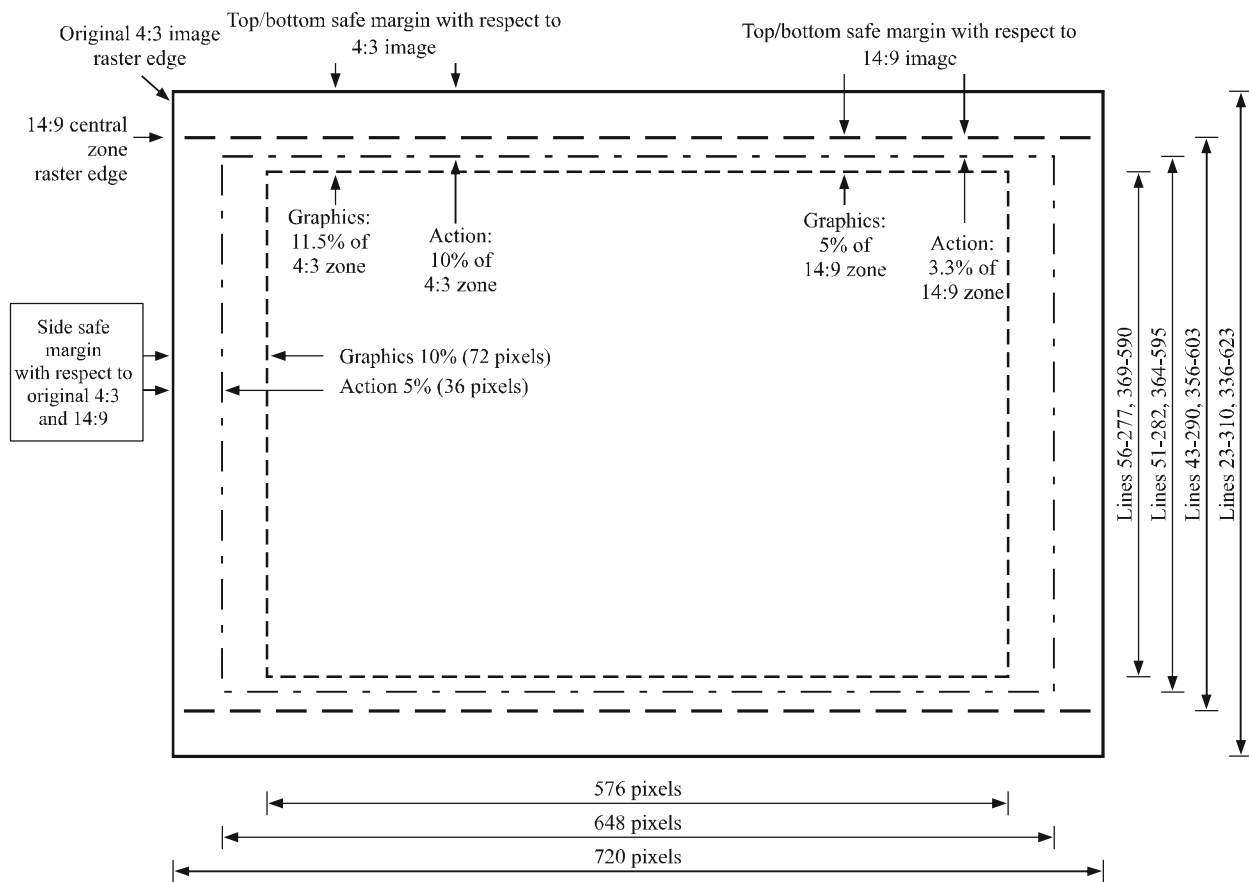 Original 4:3 image
raster edge
Top/bottom safe margin with respect to
4:3 image
Top/bottom safe margin with respect to
14:9 image
14:9 central
zone
raster edge
Graphics:
11.5% of
4:3 zone
Action:
10% of
4:3 zone
Graphics:
5% of
14:9 zone
Action:
3.3% of
14:9 zone
Side safe
margin
with respect to
original 4:3
and 14:9
Graphics 10% (72 pixels)
Action 5% (36 pixels)
Lines 56-277, 369-590
Lines 51-282, 364-595
Lines 43-290, 356-603
Lines 23-310, 336-623
576 pixels
648 pixels
720 pixels